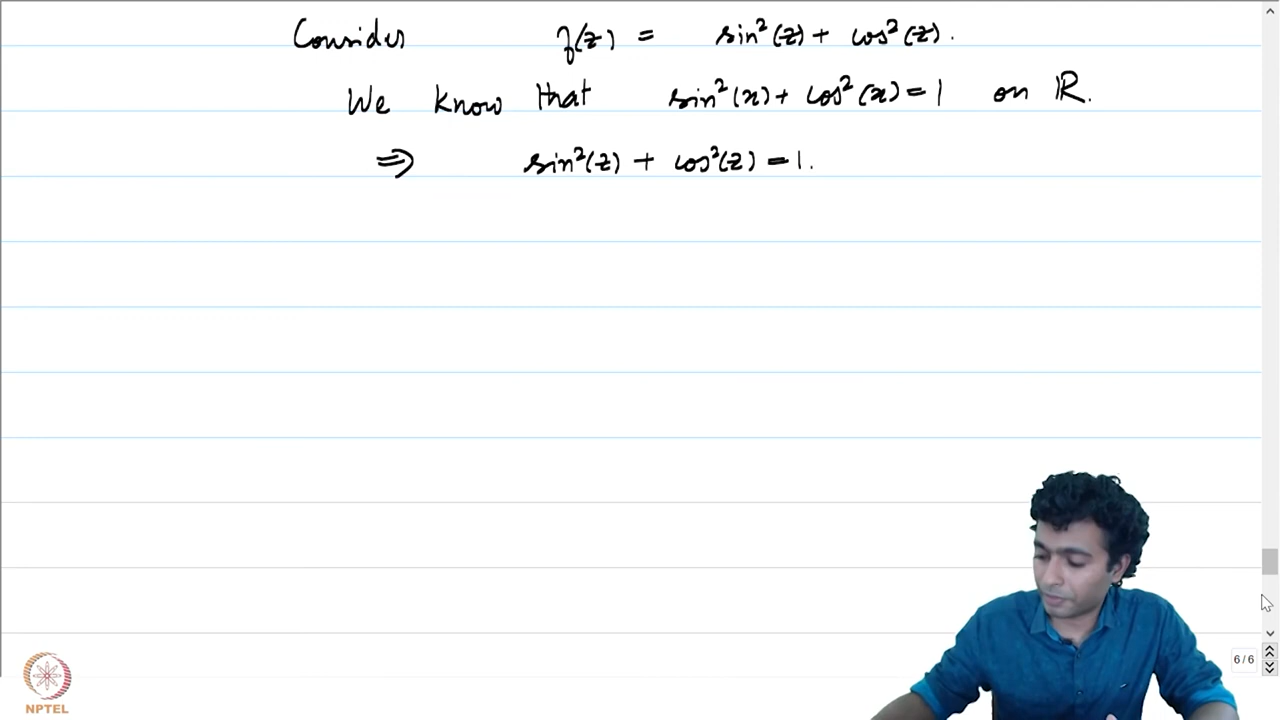 Consider f(z) = sin²(z) + cos²(z).
We know that sin²(x) + cos²(x) = 1 on ℝ.
⇒ sin²(z) + cos²(z) = 1.
6 / 6
NPTEL